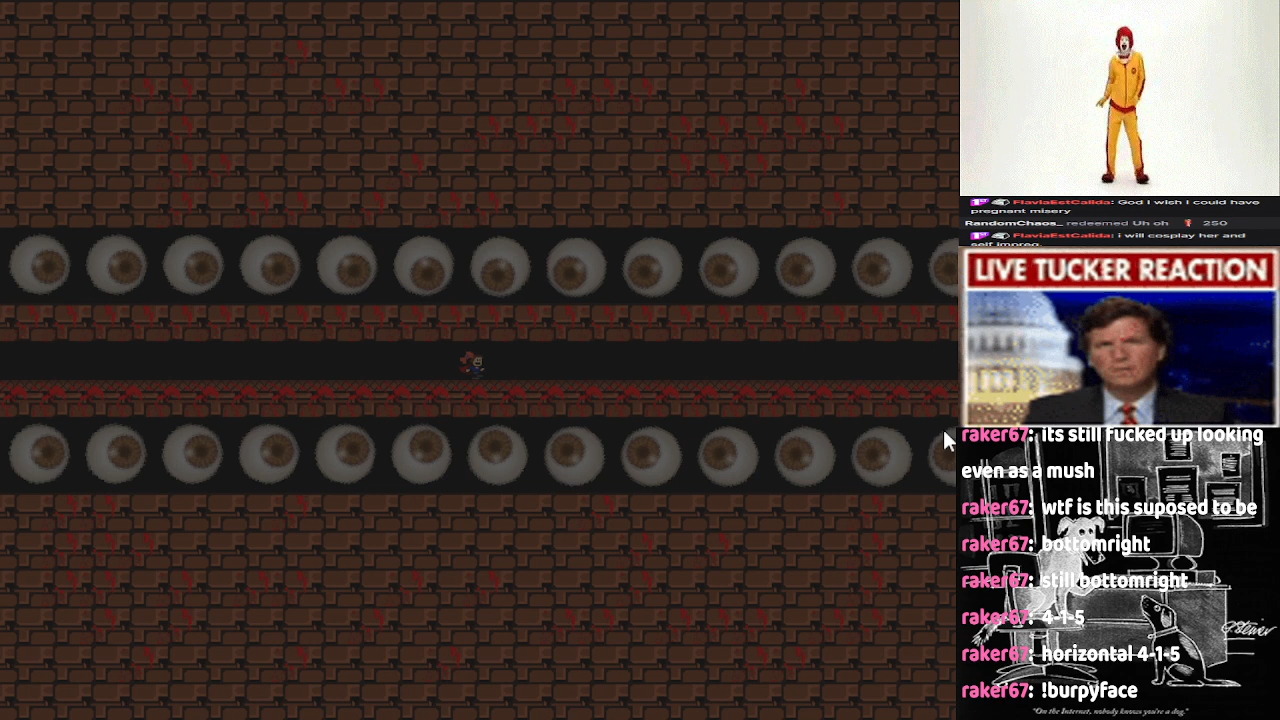 FlaviaEstCalida: God I wish I could have
pregnant misery
RandomChaos_ redeemed Uh oh 250
FlaviaEstCalida: i will cosplay her and
self impreg.
LIVE TUCKER REACTION
raker67: its still fucked up looking
even as a mush
raker67: wtf is this suposed to be
raker67: bottomright
raker67: still bottomright
raker67: 4-1-5
raker67: horizontal 4-1-5
raker67: !burpyface
"On the Internet, nobody knows you're a dog."